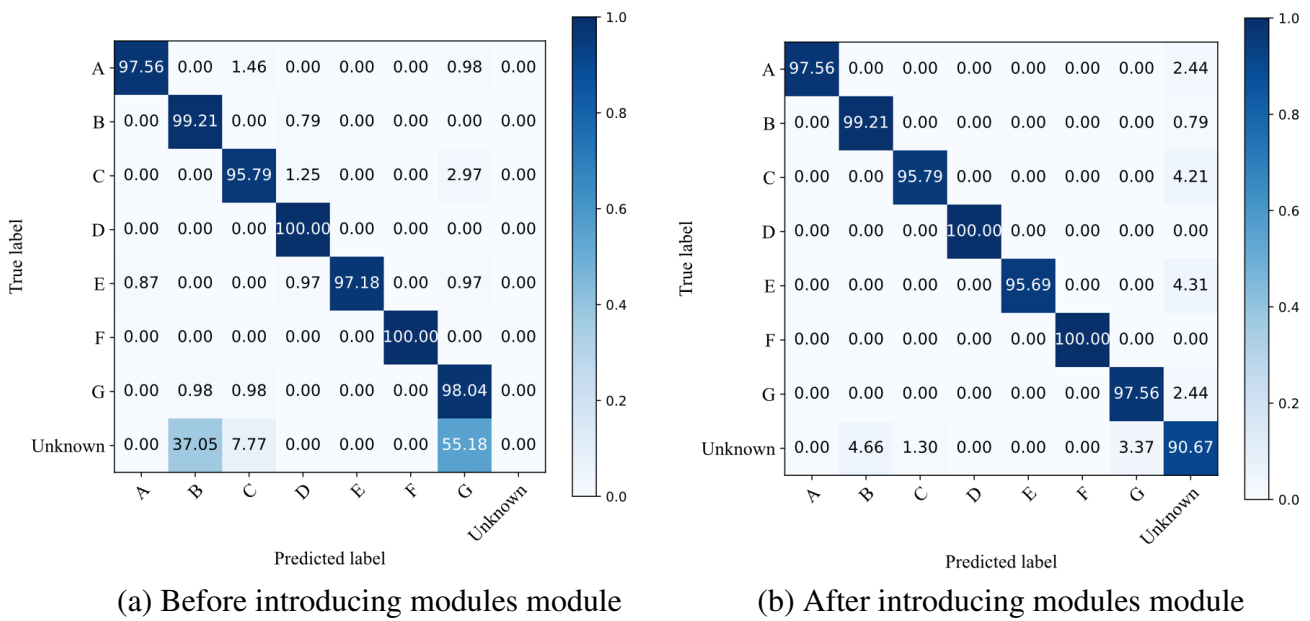 A 97.56 0.00 1.46 0.00 0.00 0.00 0.98 0.00
B 0.00 99.21 0.00 0.79 0.00 0.00 0.00 0.00
C 0.00 0.00 95.79 1.25 0.00 0.00 2.97 0.00
D 0.00 0.00 0.00 100.00 0.00 0.00 0.00 0.00
E 0.87 0.00 0.00 0.97 97.18 0.00 0.97 0.00
F 0.00 0.00 0.00 0.00 0.00 100.00 0.00 0.00
G 0.00 0.98 0.98 0.00 0.00 0.00 98.04 0.00
Unknown 0.00 37.05 7.77 0.00 0.00 0.00 55.18 0.00
A B C D E F G Unknown
True label
Predicted label
1.0
0.8
0.6
0.4
0.2
0.0
(a) Before introducing modules module
A 97.56 0.00 0.00 0.00 0.00 0.00 0.00 2.44
B 0.00 99.21 0.00 0.00 0.00 0.00 0.00 0.79
C 0.00 0.00 95.79 0.00 0.00 0.00 0.00 4.21
D 0.00 0.00 0.00 100.00 0.00 0.00 0.00 0.00
E 0.00 0.00 0.00 0.00 95.69 0.00 0.00 4.31
F 0.00 0.00 0.00 0.00 0.00 100.00 0.00 0.00
G 0.00 0.00 0.00 0.00 0.00 0.00 97.56 2.44
Unknown 0.00 4.66 1.30 0.00 0.00 0.00 3.37 90.67
A B C D E F G Unknown
True label
Predicted label
1.0
0.8
0.6
0.4
0.2
0.0
(b) After introducing modules module